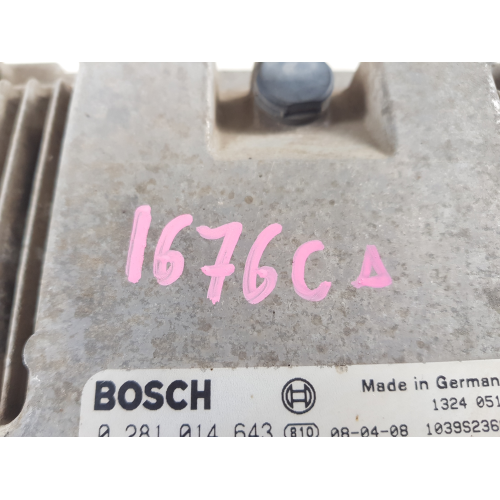 1676C Δ
BOSCH Made in German
1324 051
0 281 014 643 810 08-04-08 1039S236